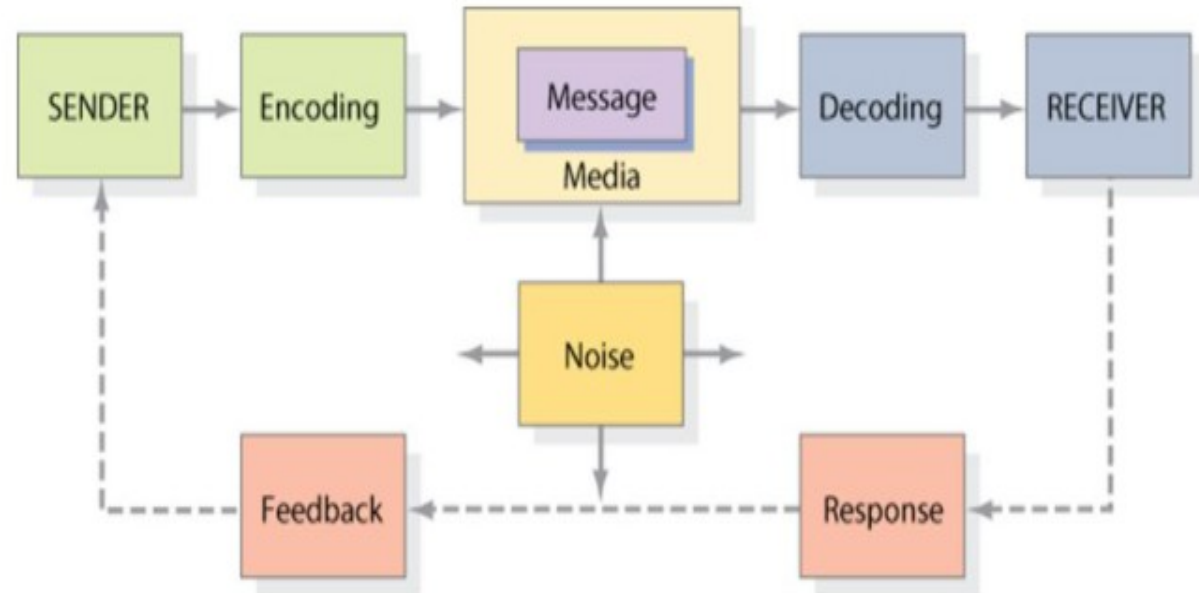 SENDER
Encoding
Message
Media
Decoding
RECEIVER
Noise
Feedback
Response